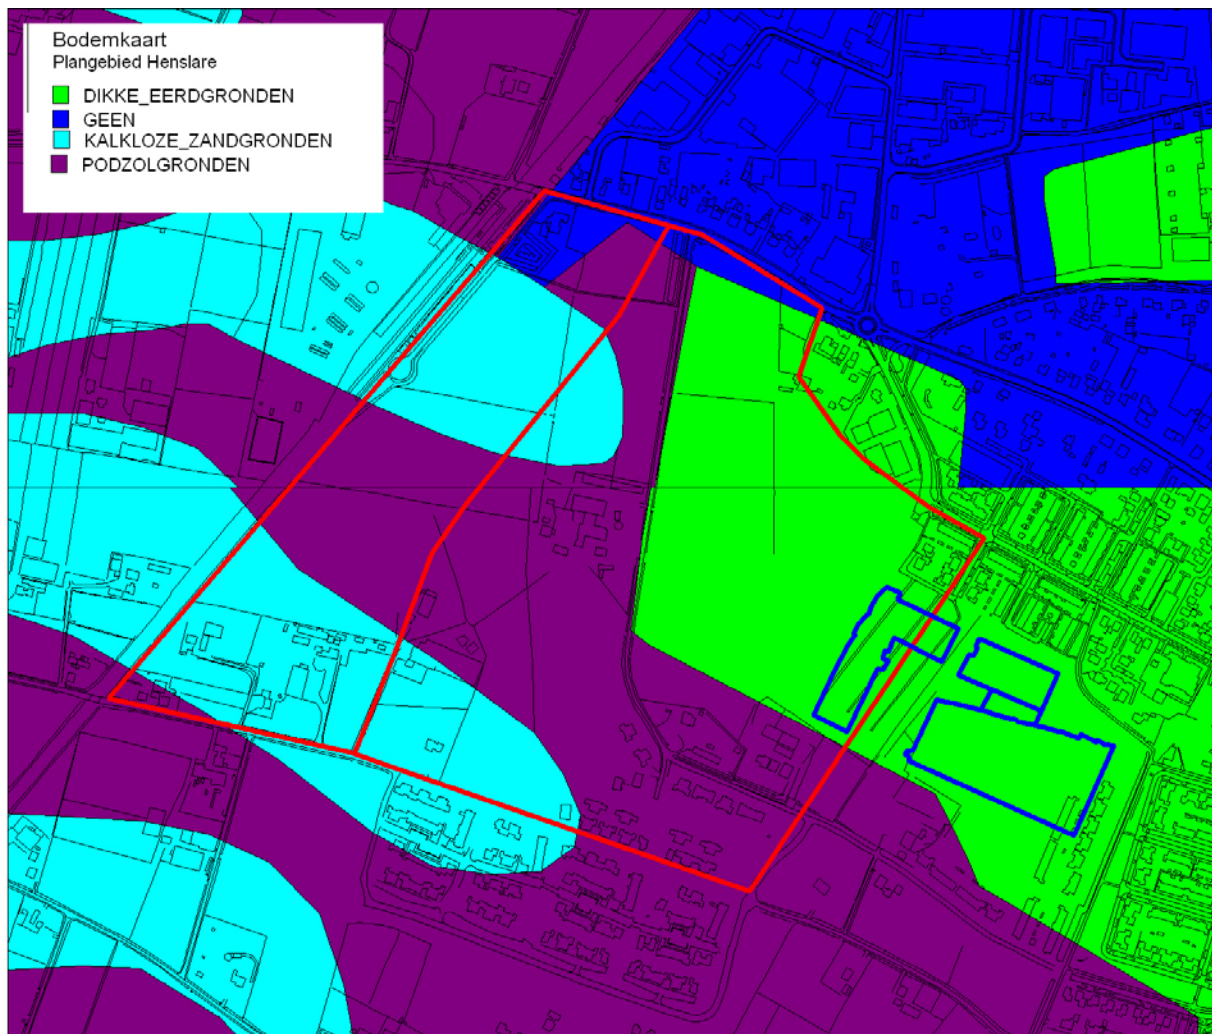 Bodemkaart
Plangebied Henslare
DIKKE_EERDGRONDEN
GEEN
KALKLOZE_ZANDGRONDEN
PODZOLGRONDEN